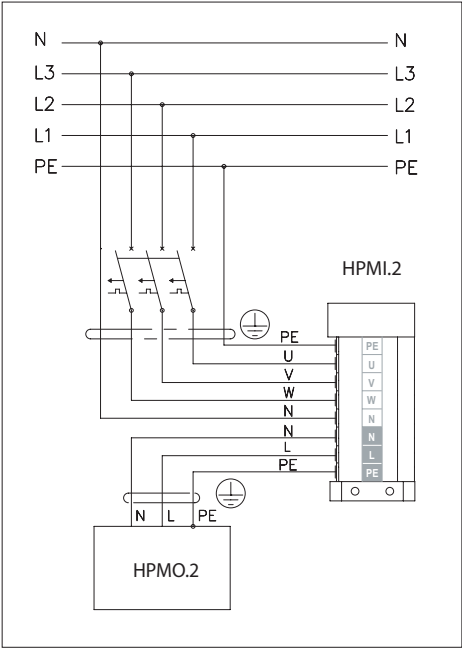 N N
L3 L3
L2 L2
L1 L1
PE PE
HPMI.2
PE PE
U U
V V
W W
N N
N N
L L
PE PE
N L PE
HPMO.2